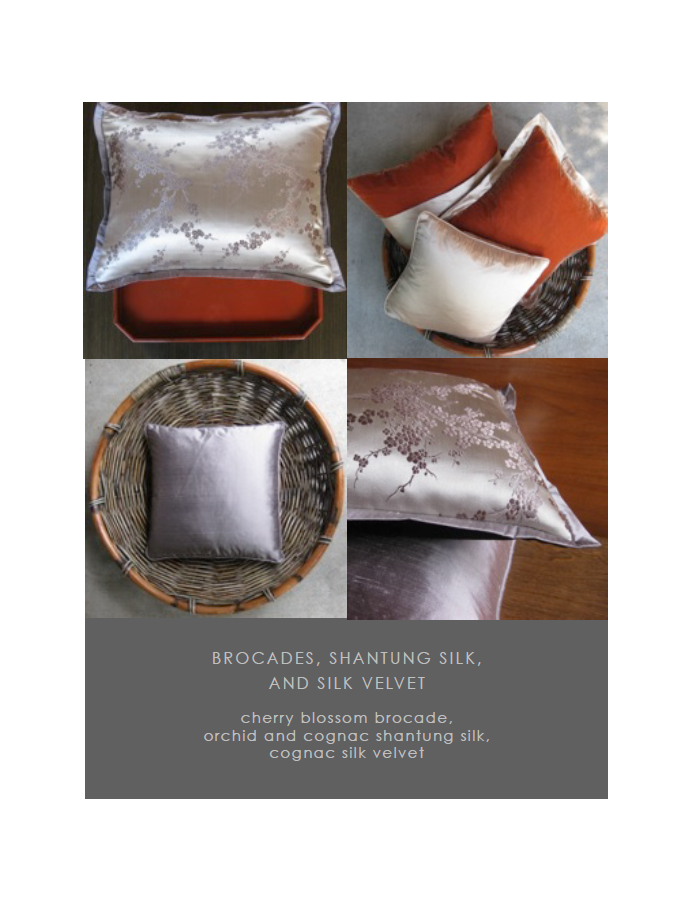 BROCADES, SHANTUNG SILK,
AND SILK VELVET
cherry blossom brocade,
orchid and cognac shantung silk,
cognac silk velvet